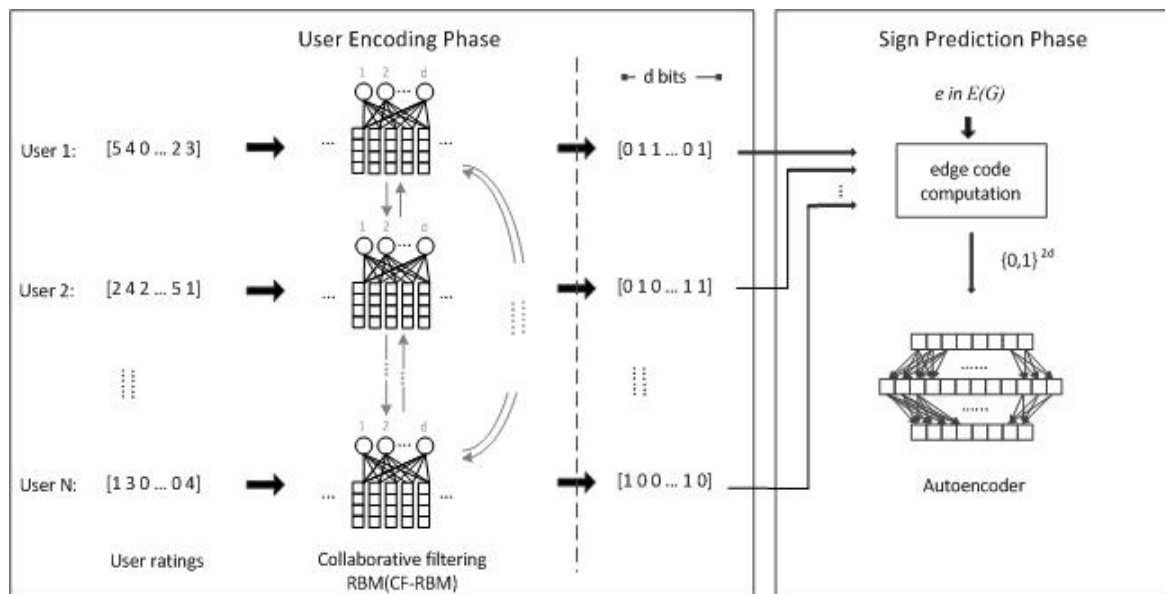 User Encoding Phase
Sign Prediction Phase
1 2 d
d bits
e in E(G)
User 1: [5 4 0 ... 2 3] ... ... [0 1 1 ... 0 1]
edge code
computation
1 2 ... d
{0,1}^{2d}
User 2: [2 4 2 ... 5 1] ... ... [0 1 0 ... 1 1]
1 2 ... d
User N: [1 3 0 ... 0 4] ... ... [1 0 0 ... 1 0]
Autoencoder
User ratings
Collaborative filtering
RBM(CF-RBM)